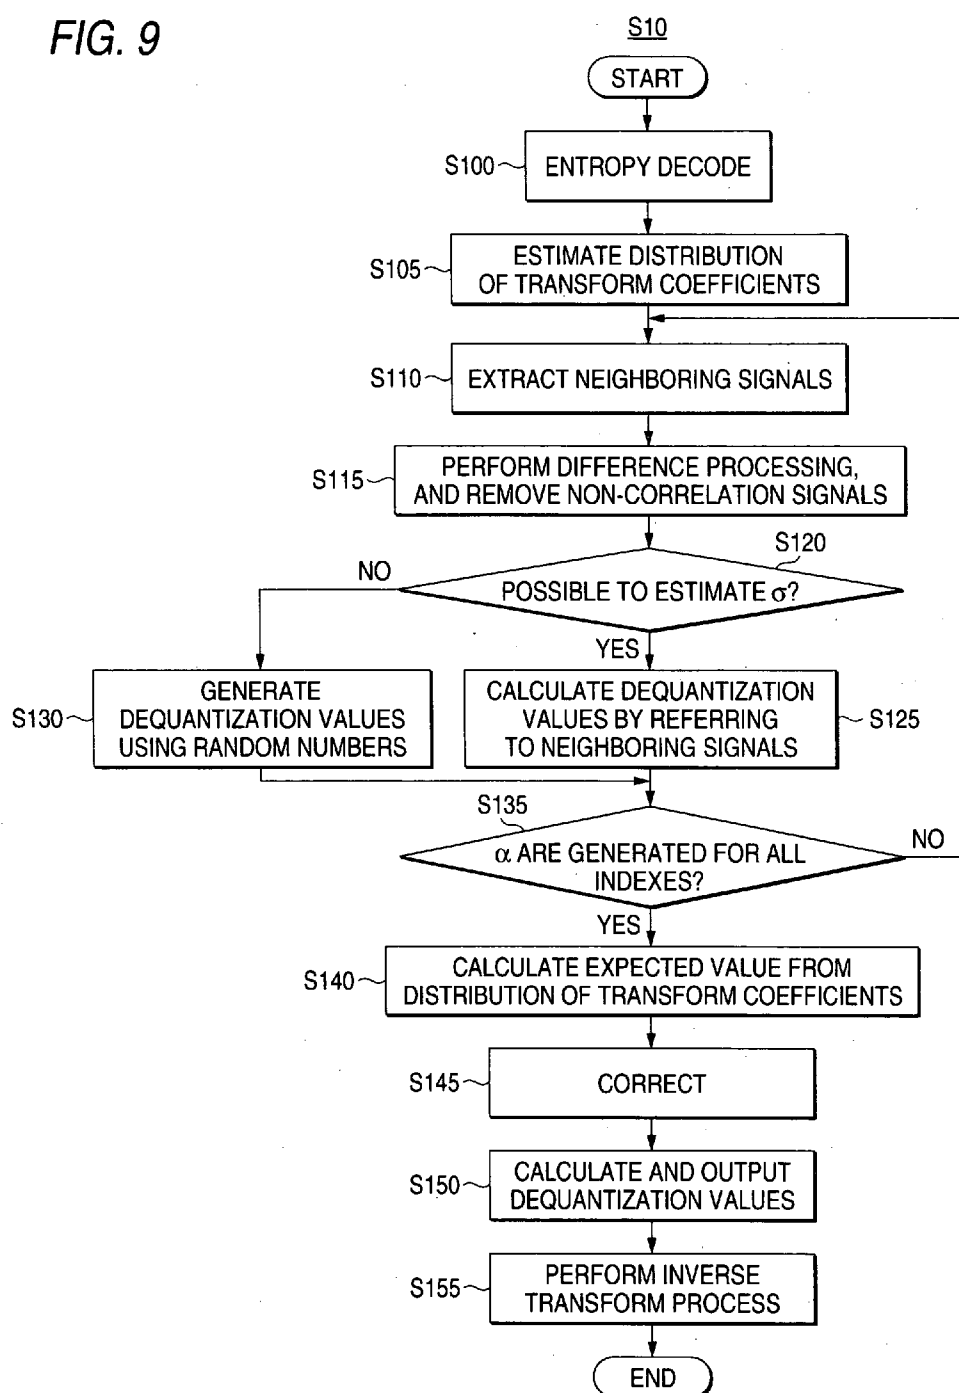 FIG. 9
S10
START
S100
ENTROPY DECODE
S105
ESTIMATE DISTRIBUTION
OF TRANSFORM COEFFICIENTS
S110
EXTRACT NEIGHBORING SIGNALS
S115
PERFORM DIFFERENCE PROCESSING,
AND REMOVE NON-CORRELATION SIGNALS
S120
NO
POSSIBLE TO ESTIMATE σ?
YES
S130
GENERATE
DEQUANTIZATION VALUES
USING RANDOM NUMBERS
CALCULATE DEQUANTIZATION
VALUES BY REFERRING
TO NEIGHBORING SIGNALS
S125
S135
NO
α ARE GENERATED FOR ALL
INDEXES?
YES
S140
CALCULATE EXPECTED VALUE FROM
DISTRIBUTION OF TRANSFORM COEFFICIENTS
S145
CORRECT
S150
CALCULATE AND OUTPUT
DEQUANTIZATION VALUES
S155
PERFORM INVERSE
TRANSFORM PROCESS
END